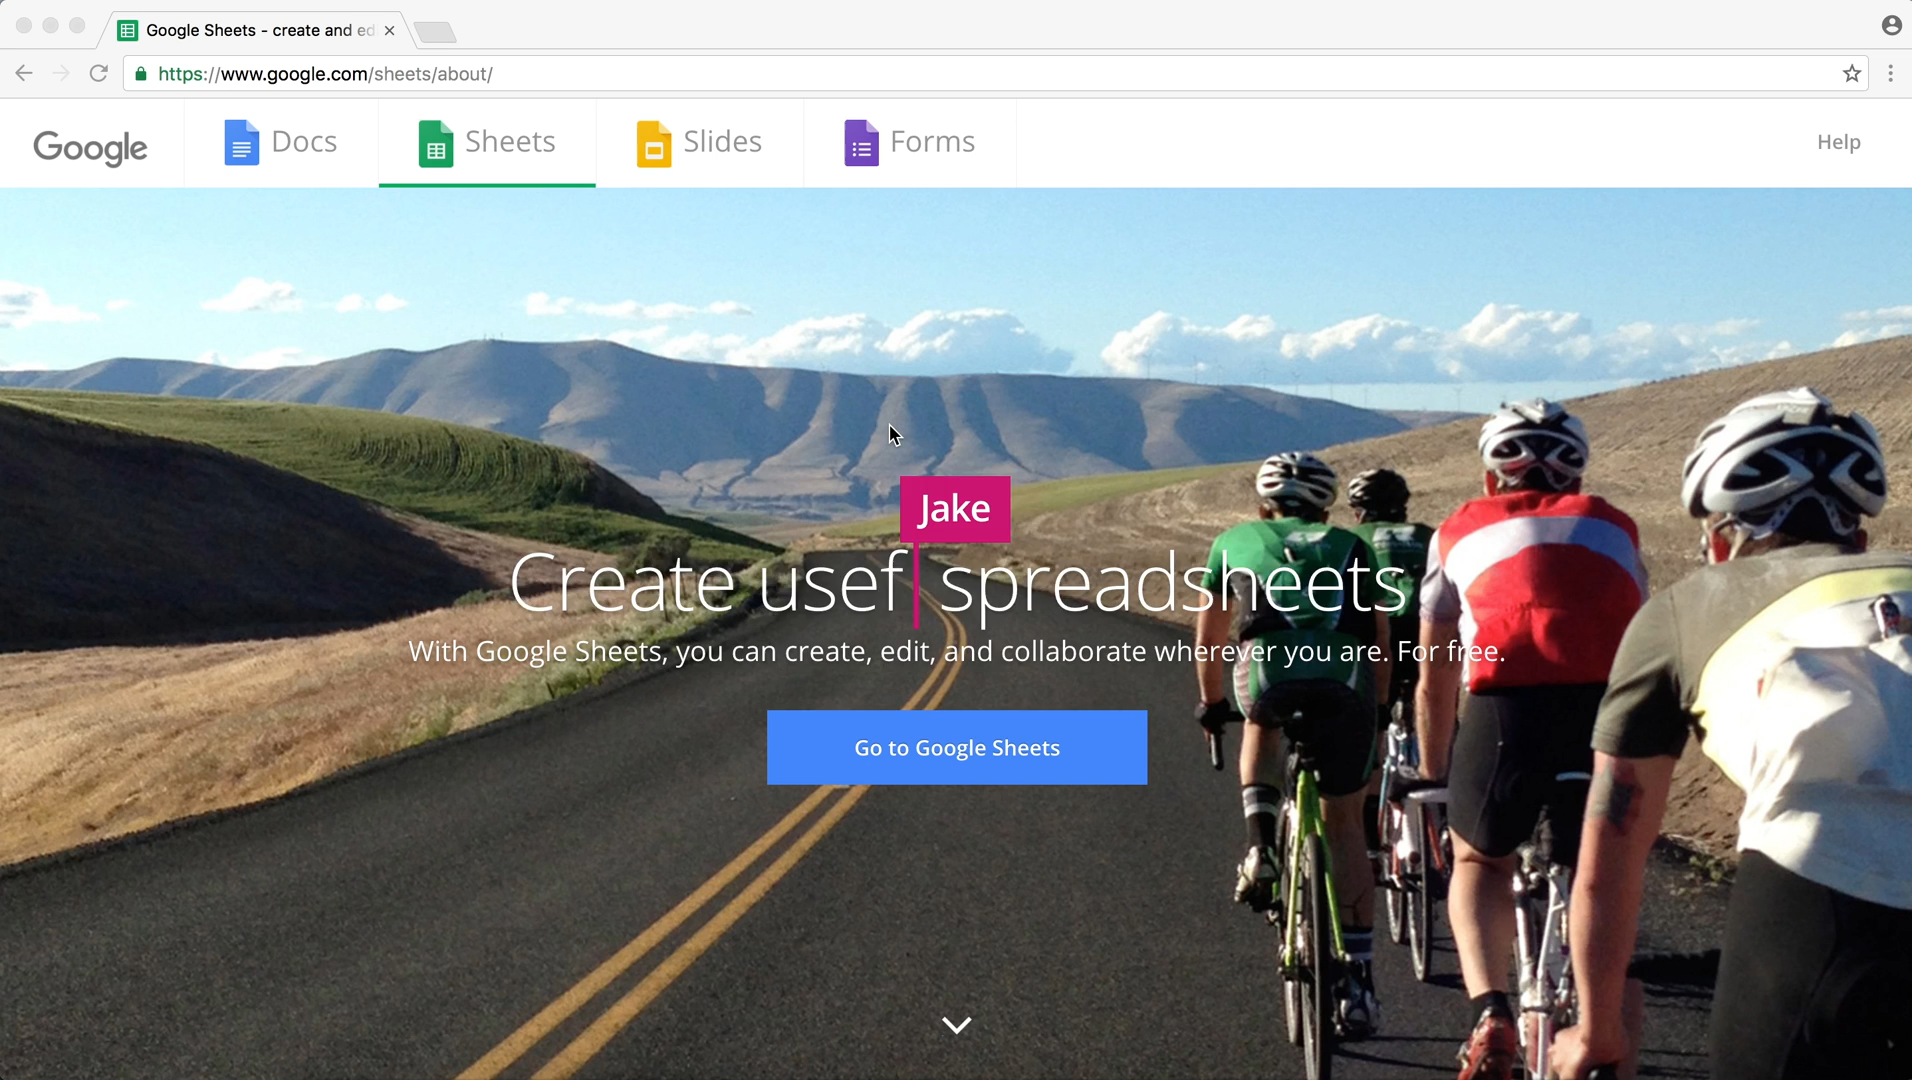 Google Sheets - create and ed
https://www.google.com/sheets/about/
Google
Docs
Sheets
Slides
Forms
Help
Jake
Create usef spreadsheets
With Google Sheets, you can create, edit, and collaborate wherever you are. For free.
Go to Google Sheets